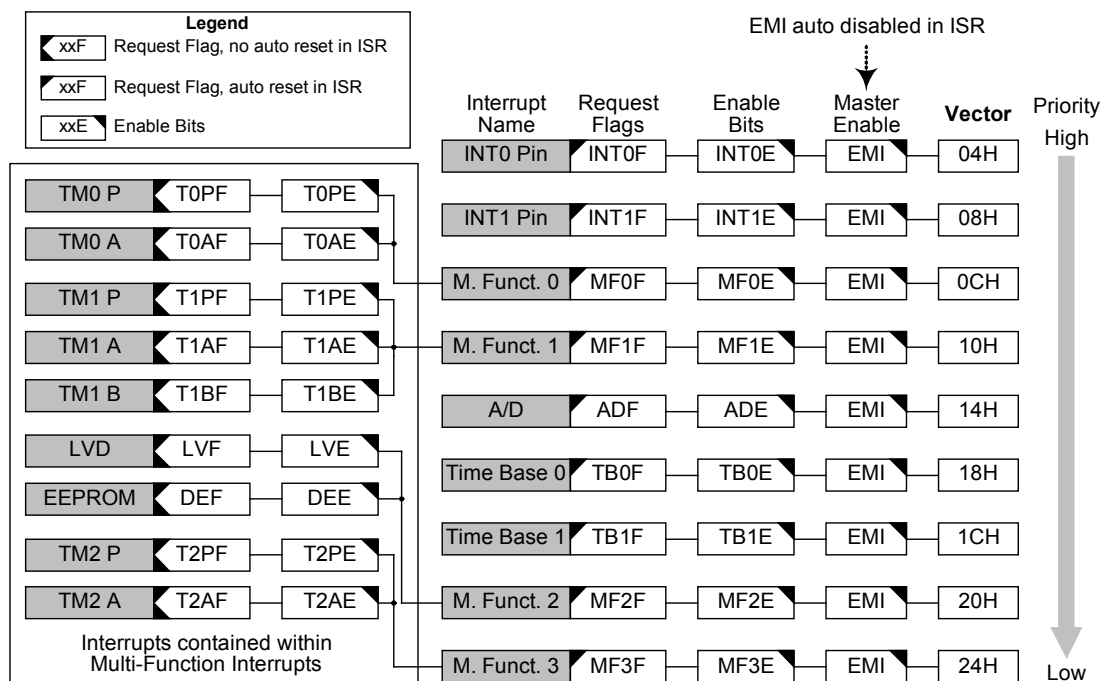 Legend
xxF Request Flag, no auto reset in ISR
xxF Request Flag, auto reset in ISR
xxE Enable Bits
EMI auto disabled in ISR
Interrupt Name Request Flags Enable Bits Master Enable Vector Priority
High
INT0 Pin INT0F INT0E EMI 04H
INT1 Pin INT1F INT1E EMI 08H
M. Funct. 0 MF0F MF0E EMI 0CH
M. Funct. 1 MF1F MF1E EMI 10H
A/D ADF ADE EMI 14H
Time Base 0 TB0F TB0E EMI 18H
Time Base 1 TB1F TB1E EMI 1CH
M. Funct. 2 MF2F MF2E EMI 20H
M. Funct. 3 MF3F MF3E EMI 24H
Low
TM0 P T0PF T0PE
TM0 A T0AF T0AE
TM1 P T1PF T1PE
TM1 A T1AF T1AE
TM1 B T1BF T1BE
LVD LVF LVE
EEPROM DEF DEE
TM2 P T2PF T2PE
TM2 A T2AF T2AE
Interrupts contained within
Multi-Function Interrupts